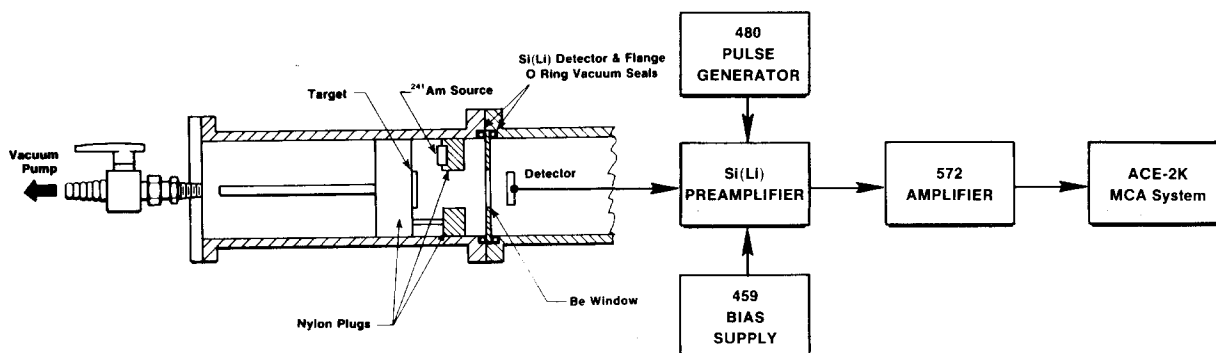 480
PULSE
GENERATOR
Si(Li) Detector & Flange
O Ring Vacuum Seals
241Am Source
Target
Vacuum
Pump
Detector
Si(Li)
PREAMPLIFIER
572
AMPLIFIER
ACE-2K
MCA System
Be Window
Nylon Plugs
459
BIAS
SUPPLY